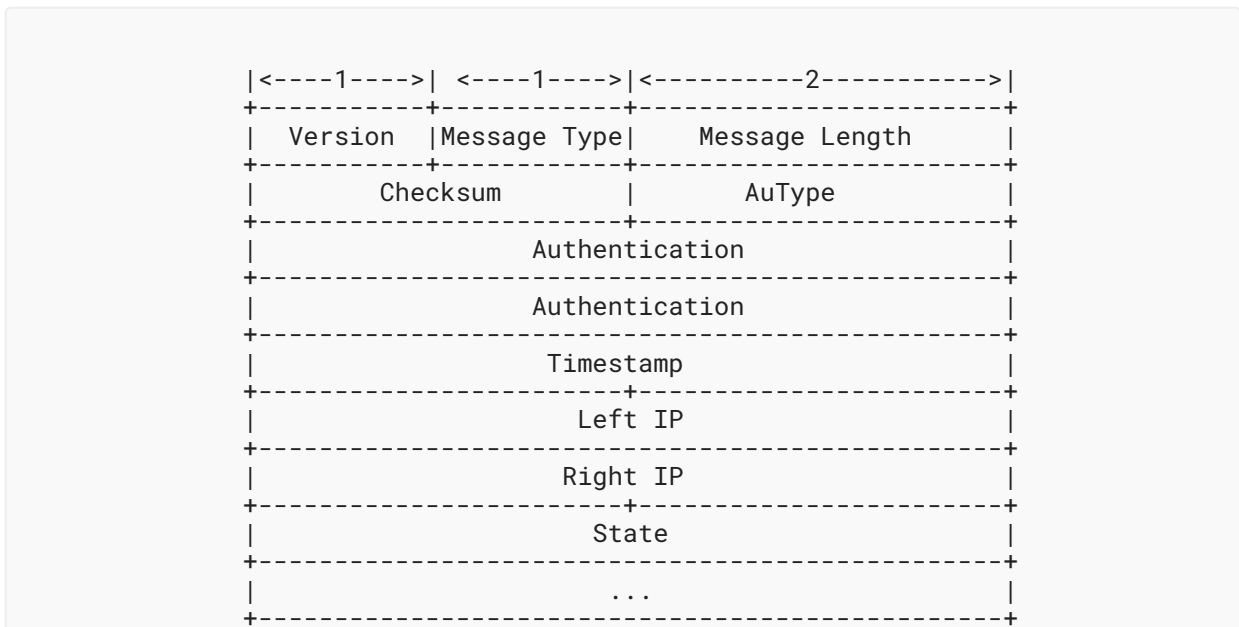 |<----1---->| <----1---->|<----------2----------->|
+-----------+------------+------------------------+
|  Version  |Message Type|    Message Length      |
+-----------+------------+------------------------+
|        Checksum        |       AuType           |
+------------------------+------------------------+
|                  Authentication                 |
+-------------------------------------------------+
|                  Authentication                 |
+-------------------------------------------------+
|                   Timestamp                     |
+------------------------+------------------------+
|                     Left IP                     |
+-------------------------------------------------+
|                    Right IP                     |
+------------------------+------------------------+
|                      State                      |
+-------------------------------------------------+
|                       ...                       |
+-------------------------------------------------+